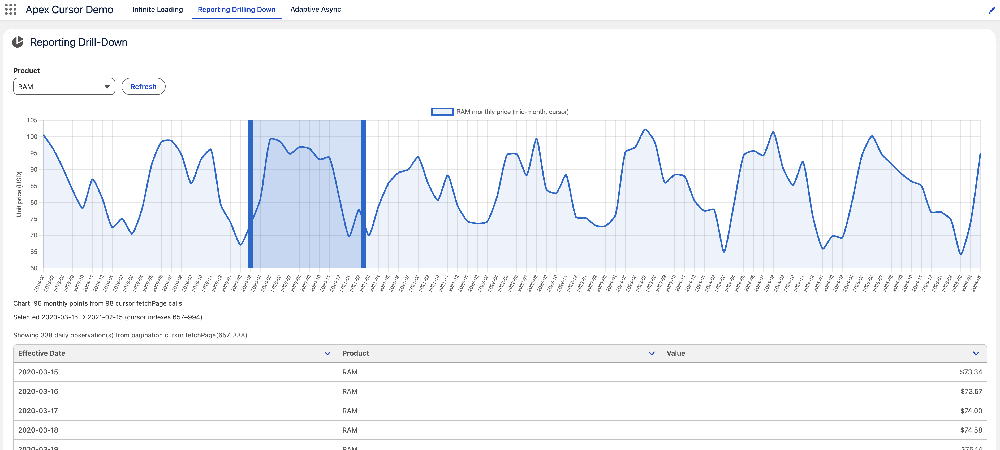 Apex Cursor Demo Infinite Loading Reporting Drilling Down Adaptive Async
Reporting Drill-Down
Product
RAM Refresh
RAM monthly price (mid-month, cursor)
Unit price (USD)
105
100
95
90
85
80
75
70
65
60
2018-06 2018-07 2018-08 2018-09 2018-10 2018-11 2018-12 2019-01 2019-02 2019-03 2019-04 2019-05 2019-06 2019-07 2019-08 2019-09 2019-10 2019-11 2019-12 2020-01 2020-02 2020-03 2020-04 2020-05 2020-06 2020-07 2020-08 2020-09 2020-10 2020-11 2020-12 2021-01 2021-02 2021-03 2021-04 2021-05 2021-06 2021-07 2021-08 2021-09 2021-10 2021-11 2021-12 2022-01 2022-02 2022-03 2022-04 2022-05 2022-06 2022-07 2022-08 2022-09 2022-10 2022-11 2022-12 2023-01 2023-02 2023-03 2023-04 2023-05 2023-06 2023-07 2023-08 2023-09 2023-10 2023-11 2023-12 2024-01 2024-02 2024-03 2024-04 2024-05 2024-06 2024-07 2024-08 2024-09 2024-10 2024-11 2024-12 2025-01 2025-02 2025-03 2025-04 2025-05 2025-06 2025-07 2025-08 2025-09 2025-10 2025-11 2025-12 2026-01 2026-02 2026-03 2026-04 2026-05
Chart: 96 monthly points from 98 cursor fetchPage calls
Selected 2020-03-15 → 2021-02-15 (cursor indexes 657–994)
Showing 338 daily observation(s) from pagination cursor fetchPage(657, 338).
Effective Date Product Value
2020-03-15 RAM $73.34
2020-03-16 RAM $73.57
2020-03-17 RAM $74.00
2020-03-18 RAM $74.58
2020-03-19 RAM $75.14